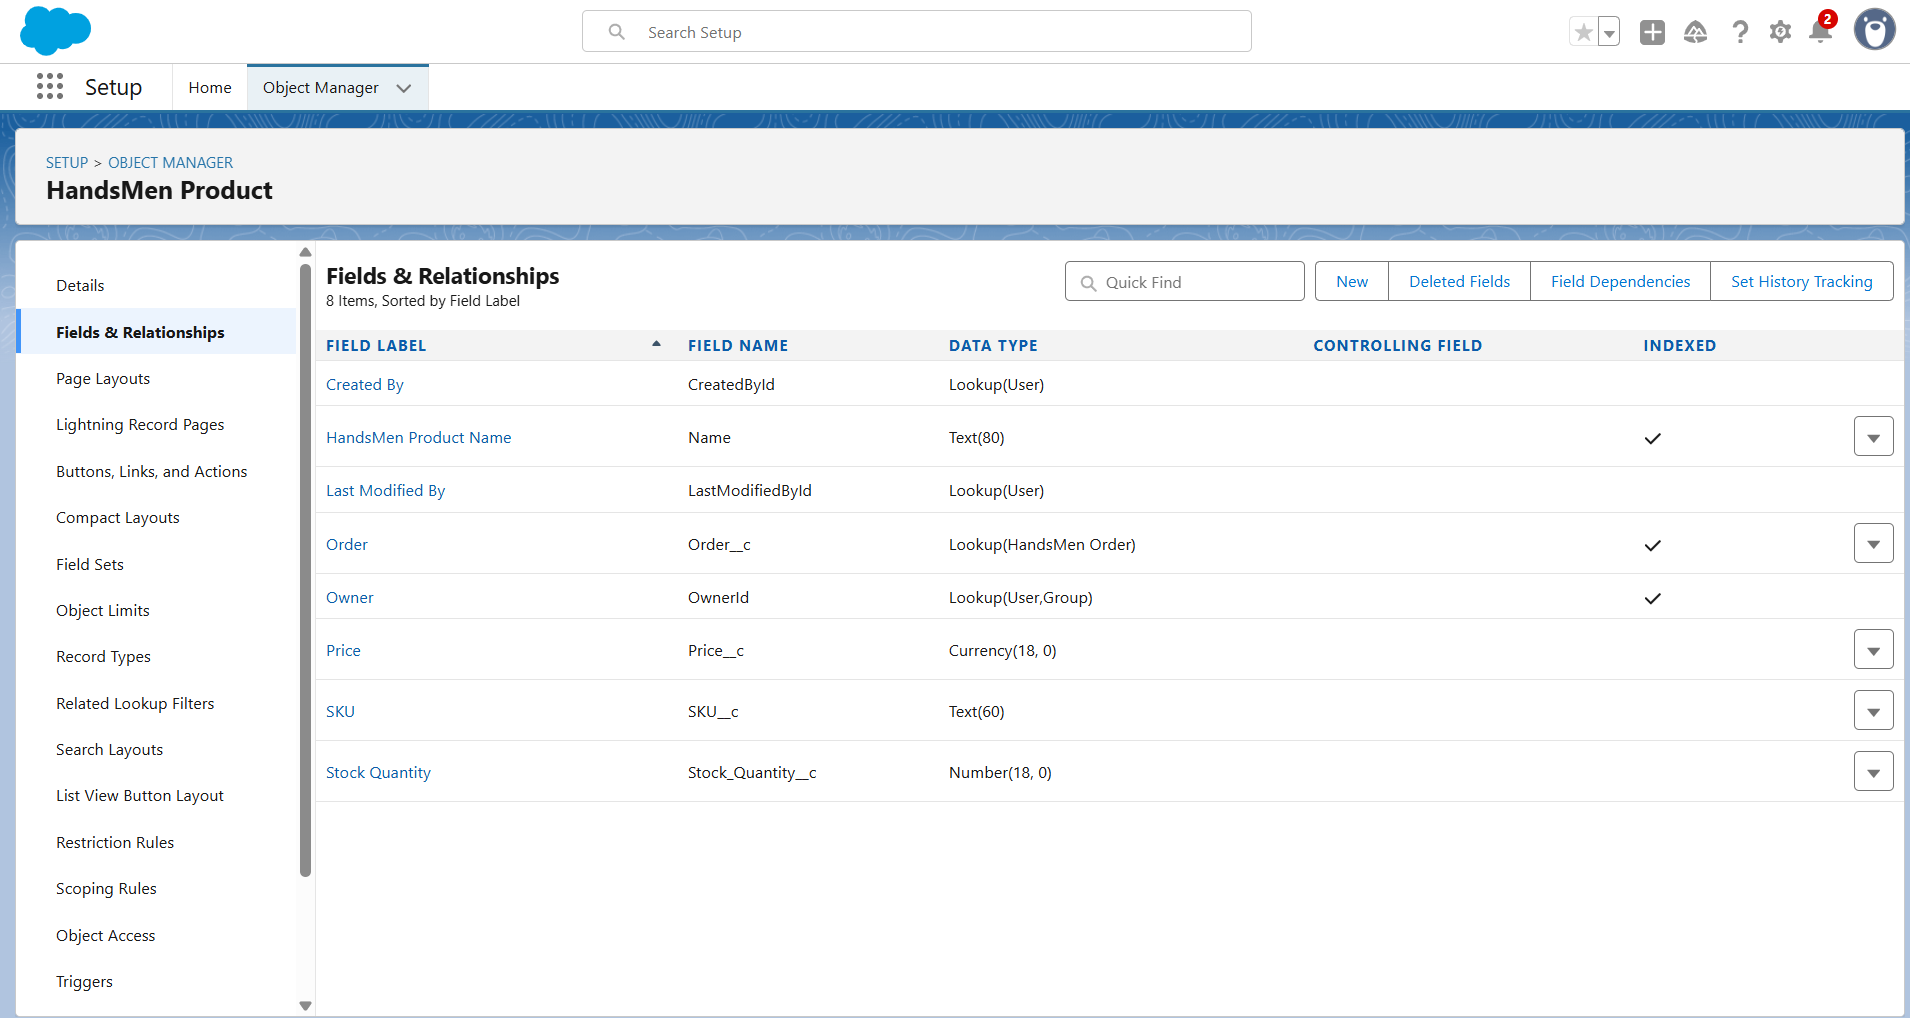 Search Setup
2
Setup
Home
Object Manager
SETUP > OBJECT MANAGER
HandsMen Product
Details
Fields & Relationships
Page Layouts
Lightning Record Pages
Buttons, Links, and Actions
Compact Layouts
Field Sets
Object Limits
Record Types
Related Lookup Filters
Search Layouts
List View Button Layout
Restriction Rules
Scoping Rules
Object Access
Triggers
Fields & Relationships
8 Items, Sorted by Field Label
Quick Find
New
Deleted Fields
Field Dependencies
Set History Tracking
FIELD LABEL FIELD NAME DATA TYPE CONTROLLING FIELD INDEXED
Created By CreatedById Lookup(User)
HandsMen Product Name Name Text(80)
Last Modified By LastModifiedById Lookup(User)
Order Order__c Lookup(HandsMen Order)
Owner OwnerId Lookup(User,Group)
Price Price__c Currency(18, 0)
SKU SKU__c Text(60)
Stock Quantity Stock_Quantity__c Number(18, 0)